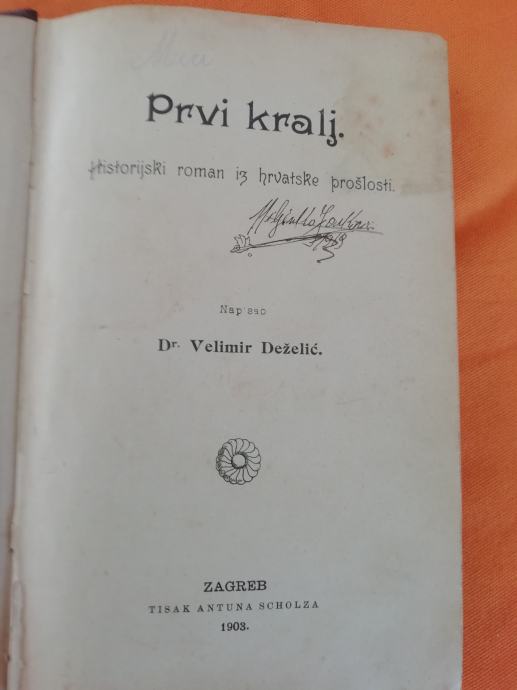 Prvi kralj.
Historijski roman iz hrvatske prošlosti.
Napisao
Dr. Velimir Deželić.
ZAGREB
TISAK ANTUNA SCHOLZA
1903.